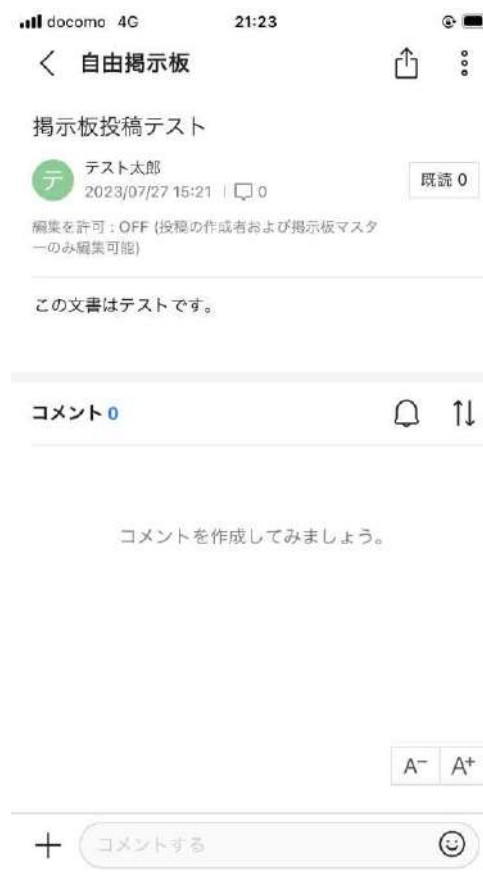 docomo 4G 21:23
自由掲示板
掲示板投稿テスト
テ
テスト太郎
2023/07/27 15:21 0
既読 0
編集を許可 : OFF (投稿の作成者および掲示板マスタ
ーのみ編集可能)
この文書はテストです。
コメント 0
コメントを作成してみましょう。
A− A+
コメントする